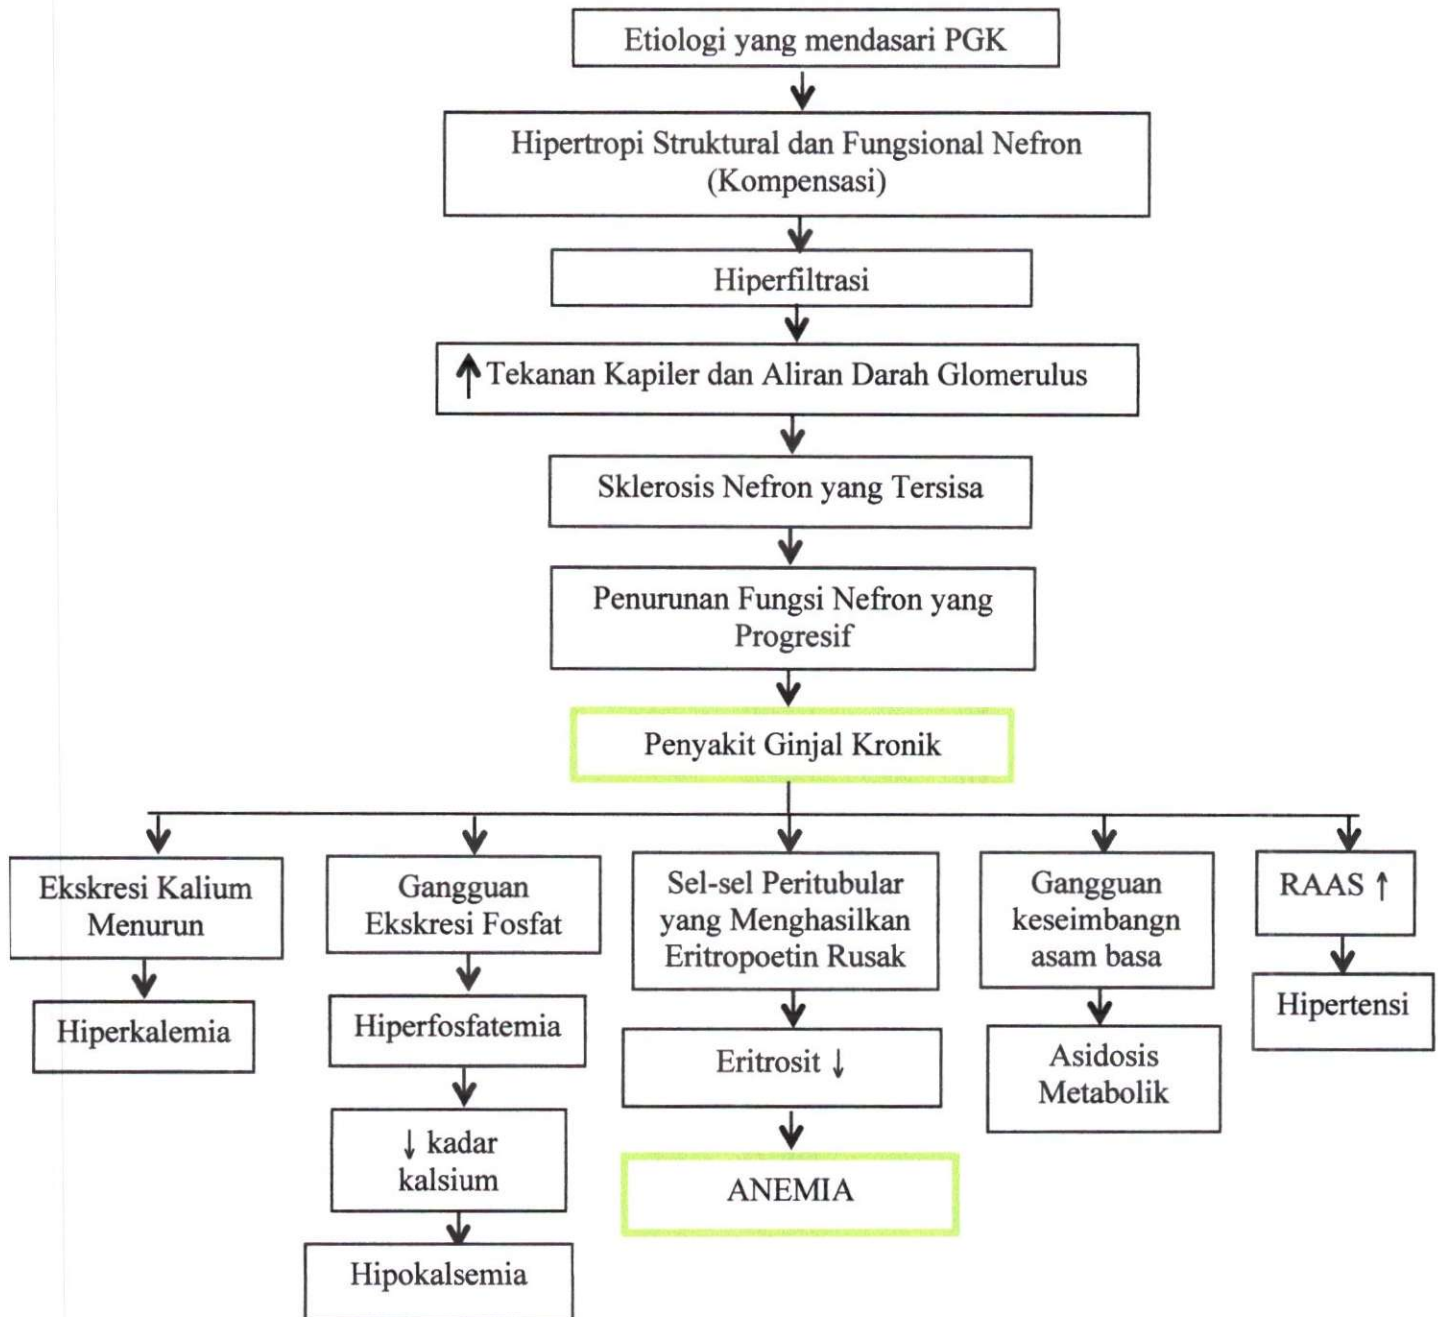 Etiologi yang mendasari PGK
Hipertropi Struktural dan Fungsional Nefron
(Kompensasi)
Hiperfiltrasi
↑ Tekanan Kapiler dan Aliran Darah Glomerulus
Sklerosis Nefron yang Tersisa
Penurunan Fungsi Nefron yang
Progresif
Penyakit Ginjal Kronik
Ekskresi Kalium
Menurun
Hiperkalemia
Gangguan
Ekskresi Fosfat
Hiperfosfatemia
↓ kadar
kalsium
Hipokalsemia
Sel-sel Peritubular
yang Menghasilkan
Eritropoetin Rusak
Eritrosit ↓
ANEMIA
Gangguan
keseimbangn
asam basa
Asidosis
Metabolik
RAAS ↑
Hipertensi